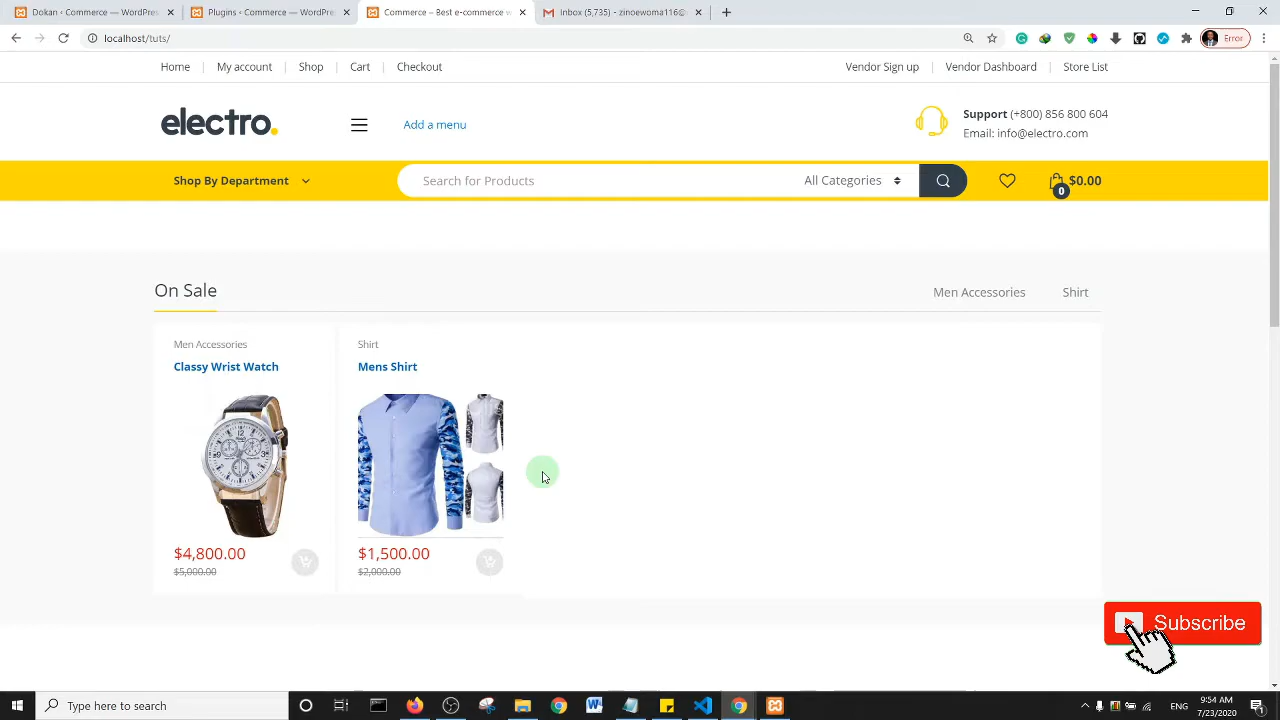 Dokan ‹ Commerce — WordPres
Plugins ‹ Commerce — WordPres
Commerce – Best e-commerce w
Inbox (5,735) - zinoewoma116@
localhost/tuts/
Error
Home
My account
Shop
Cart
Checkout
Vendor Sign up
Vendor Dashboard
Store List
electro.
Add a menu
Support (+800) 856 800 604
Email: info@electro.com
Shop By Department
Search for Products
All Categories
0
$0.00
On Sale
Men Accessories
Shirt
Men Accessories
Classy Wrist Watch
$4,800.00
$5,000.00
Shirt
Mens Shirt
$1,500.00
$2,000.00
Subscribe
Type here to search
ENG
9:54 AM
7/23/2020
1